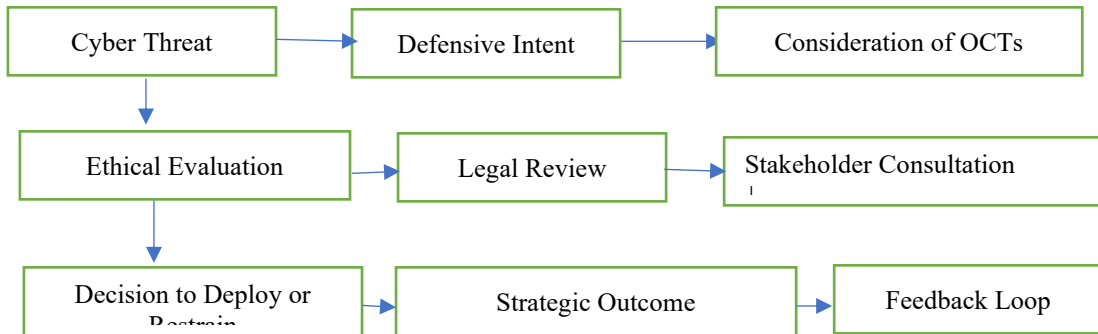 Cyber Threat
Defensive Intent
Consideration of OCTs
Ethical Evaluation
Legal Review
Stakeholder Consultation
Decision to Deploy or
Restrain
Strategic Outcome
Feedback Loop